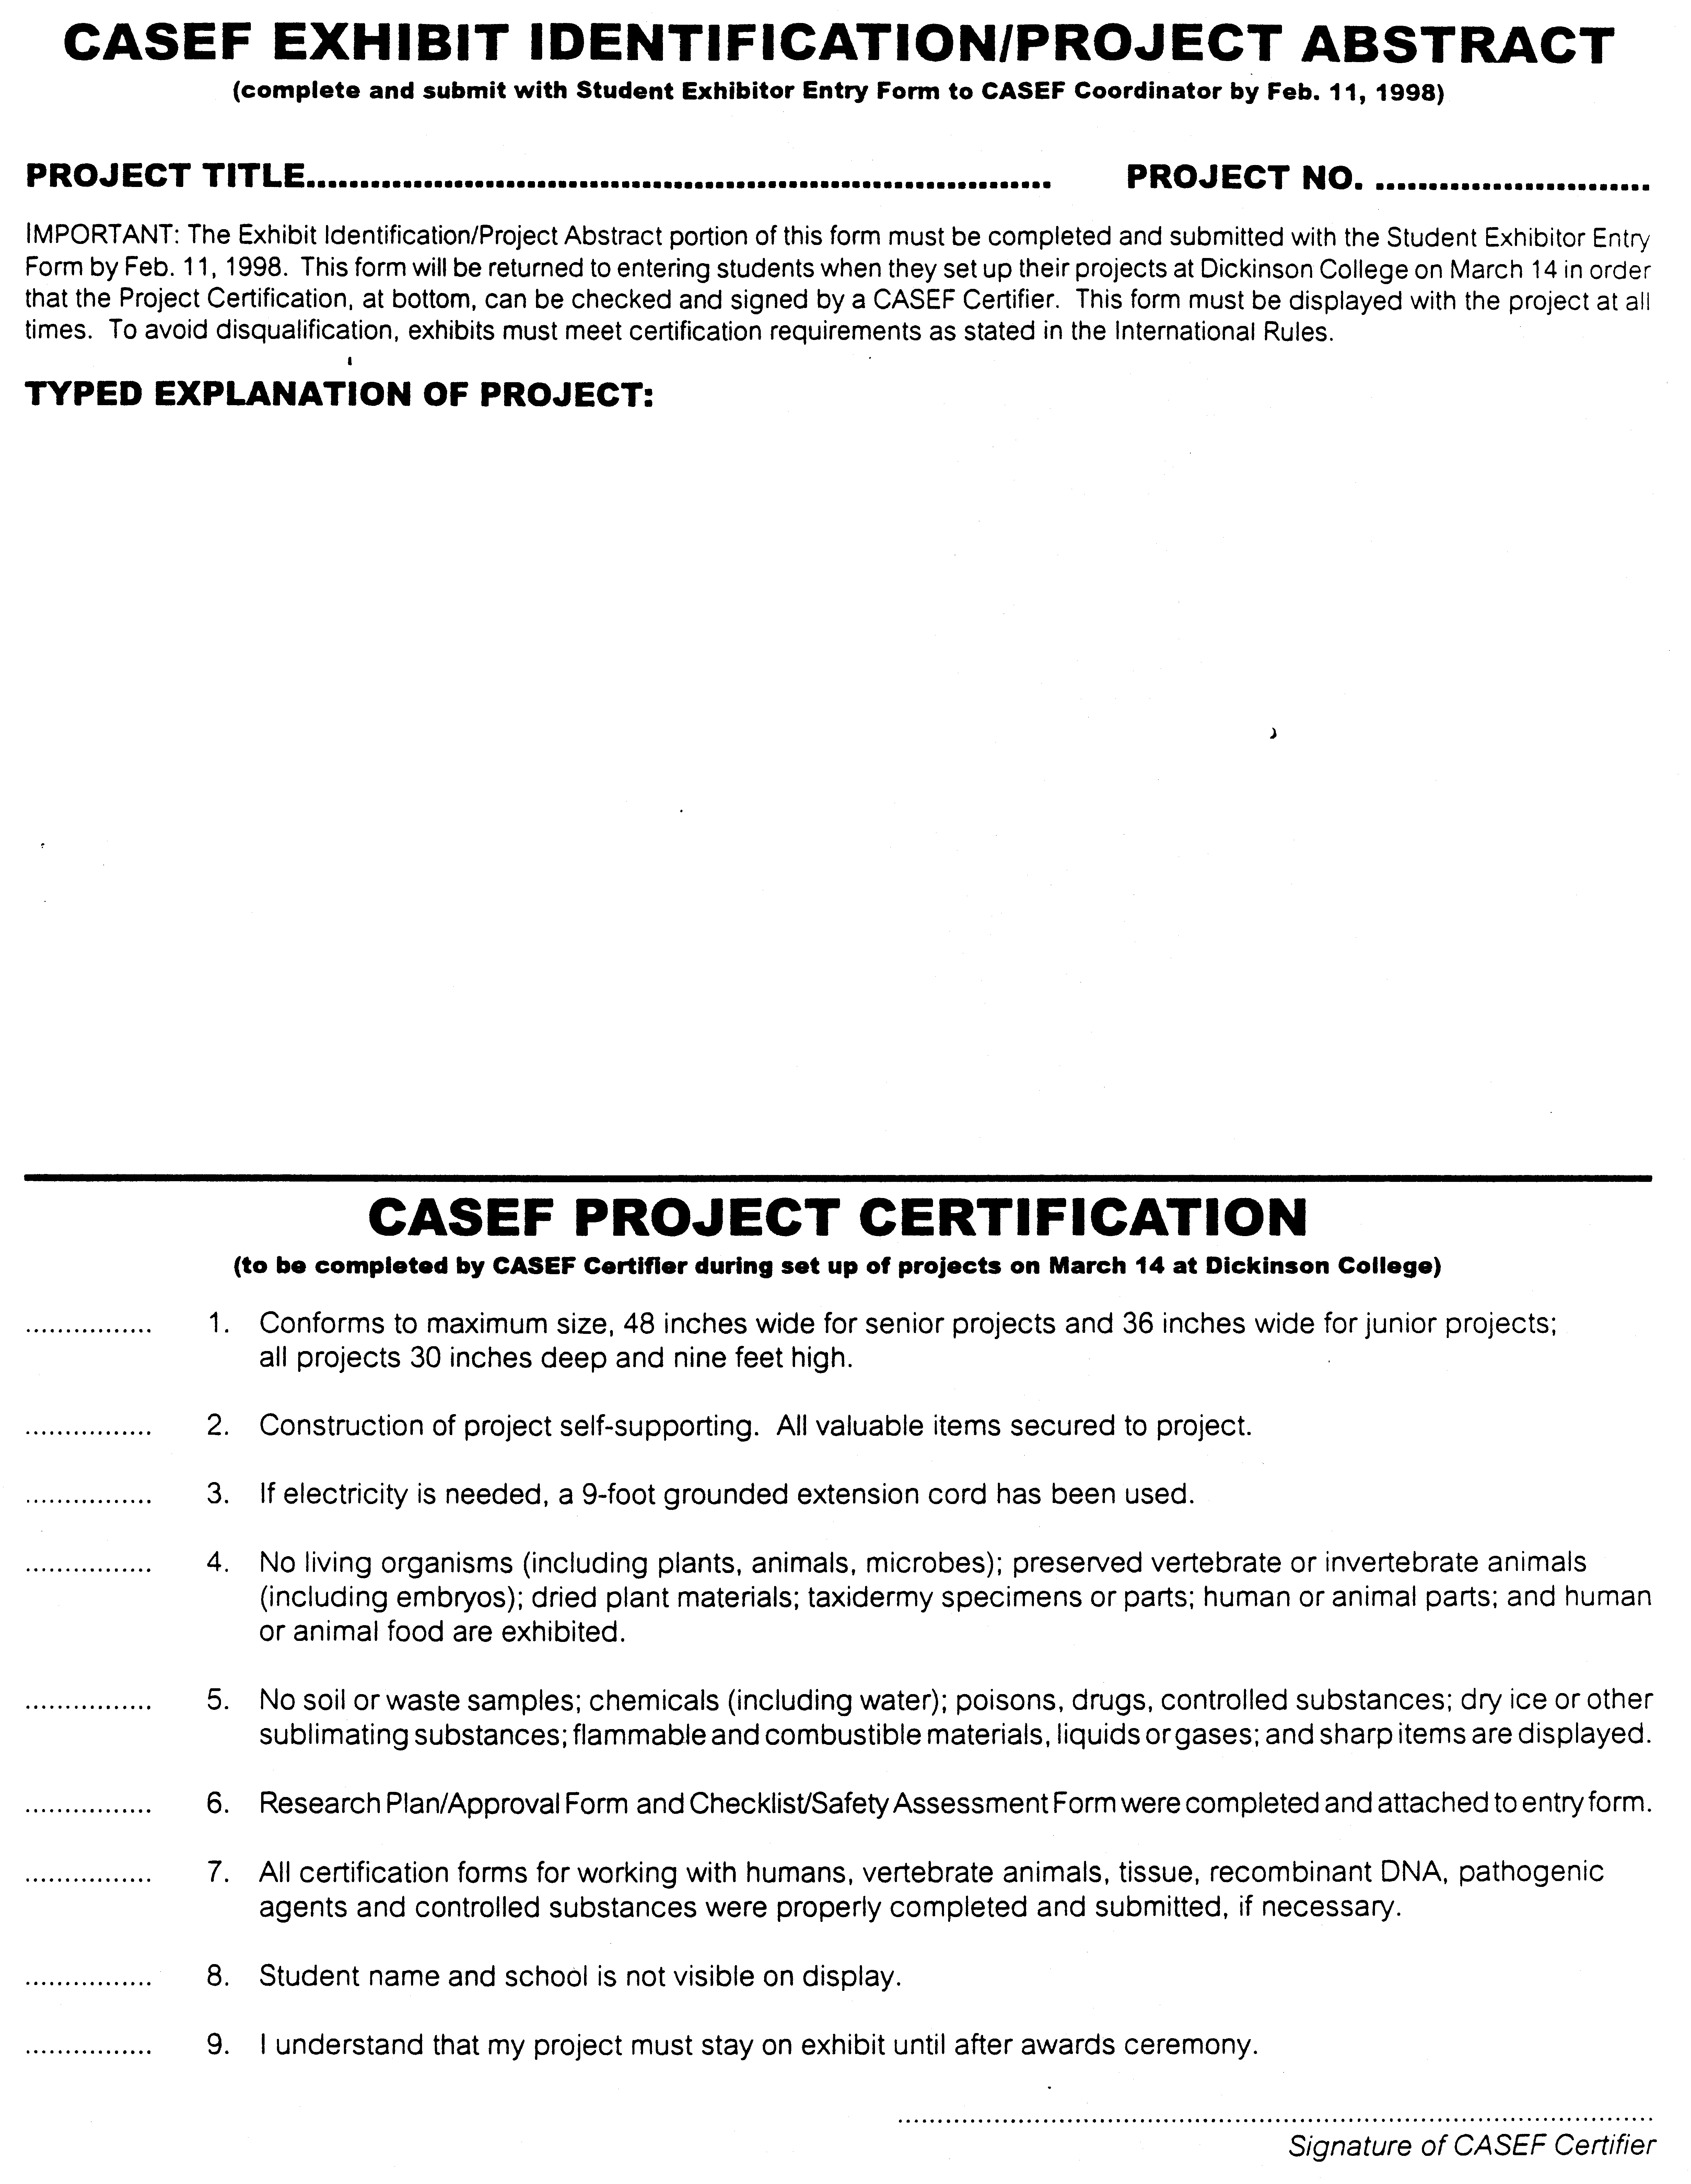 CASEF EXHIBIT IDENTIFICATION/PROJECT ABSTRACT
(complete and submit with Student Exhibitor Entry Form to CASEF Coordinator by Feb. 11, 1998)
PROJECT TITLE...................................................................... PROJECT NO. ..........................
IMPORTANT: The Exhibit Identification/Project Abstract portion of this form must be completed and submitted with the Student Exhibitor Entry
Form by Feb. 11, 1998. This form will be returned to entering students when they set up their projects at Dickinson College on March 14 in order
that the Project Certification, at bottom, can be checked and signed by a CASEF Certifier. This form must be displayed with the project at all
times. To avoid disqualification, exhibits must meet certification requirements as stated in the International Rules.
TYPED EXPLANATION OF PROJECT:
CASEF PROJECT CERTIFICATION
(to be completed by CASEF Certifier during set up of projects on March 14 at Dickinson College)
................ 1. Conforms to maximum size, 48 inches wide for senior projects and 36 inches wide for junior projects;
all projects 30 inches deep and nine feet high.
................ 2. Construction of project self-supporting. All valuable items secured to project.
................ 3. If electricity is needed, a 9-foot grounded extension cord has been used.
................ 4. No living organisms (including plants, animals, microbes); preserved vertebrate or invertebrate animals
(including embryos); dried plant materials; taxidermy specimens or parts; human or animal parts; and human
or animal food are exhibited.
................ 5. No soil or waste samples; chemicals (including water); poisons, drugs, controlled substances; dry ice or other
sublimating substances; flammable and combustible materials, liquids or gases; and sharp items are displayed.
................ 6. Research Plan/Approval Form and Checklist/Safety Assessment Form were completed and attached to entry form.
................ 7. All certification forms for working with humans, vertebrate animals, tissue, recombinant DNA, pathogenic
agents and controlled substances were properly completed and submitted, if necessary.
................ 8. Student name and school is not visible on display.
................ 9. I understand that my project must stay on exhibit until after awards ceremony.
................................................................................................
Signature of CASEF Certifier